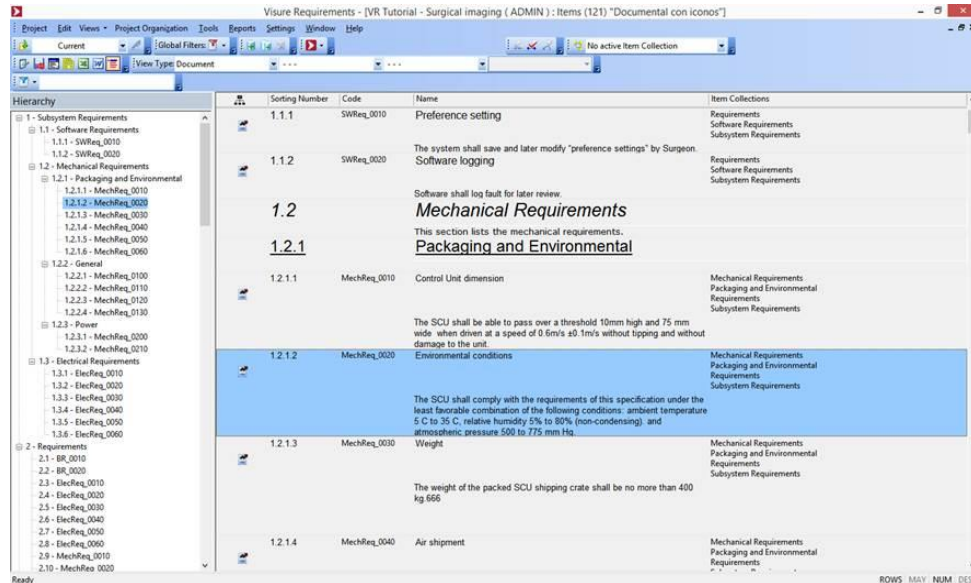 Visure Requirements - [VR Tutorial - Surgical imaging ( ADMIN ) : Items (121) "Documental con iconos"]
Project Edit Views Project Organization Tools Reports Settings Window Help
Current Global Filters: No active Item Collection
View Type: Document - - - - - -
Hierarchy
1 - Subsystem Requirements
1.1 - Software Requirements
1.1.1 - SWReq_0010
1.1.2 - SWReq_0020
1.2 - Mechanical Requirements
1.2.1 - Packaging and Environmental
1.2.1.1 - MechReq_0010
1.2.1.2 - MechReq_0020
1.2.1.3 - MechReq_0030
1.2.1.4 - MechReq_0040
1.2.1.5 - MechReq_0050
1.2.1.6 - MechReq_0060
1.2.2 - General
1.2.2.1 - MechReq_0100
1.2.2.2 - MechReq_0110
1.2.2.3 - MechReq_0120
1.2.2.4 - MechReq_0130
1.2.3 - Power
1.2.3.1 - MechReq_0200
1.2.3.2 - MechReq_0210
1.3 - Electrical Requirements
1.3.1 - ElecReq_0010
1.3.2 - ElecReq_0020
1.3.3 - ElecReq_0030
1.3.4 - ElecReq_0040
1.3.5 - ElecReq_0050
1.3.6 - ElecReq_0060
2 - Requirements
2.1 - BR_0010
2.2 - BR_0020
2.3 - ElecReq_0010
2.4 - ElecReq_0020
2.5 - ElecReq_0030
2.6 - ElecReq_0040
2.7 - ElecReq_0050
2.8 - ElecReq_0060
2.9 - MechReq_0010
2.10 - MechReq_0020
Sorting Number Code Name Item Collections
1.1.1 SWReq_0010 Preference setting Requirements
Software Requirements
Subsystem Requirements
The system shall save and later modify "preference settings" by Surgeon.
1.1.2 SWReq_0020 Software logging Requirements
Software Requirements
Subsystem Requirements
Software shall log fault for later review.
1.2 Mechanical Requirements
This section lists the mechanical requirements.
1.2.1 Packaging and Environmental
1.2.1.1 MechReq_0010 Control Unit dimension Mechanical Requirements
Packaging and Environmental
Requirements
Subsystem Requirements
The SCU shall be able to pass over a threshold 10mm high and 75 mm
wide when driven at a speed of 0.6m/s ±0.1m/s without tipping and without
damage to the unit.
1.2.1.2 MechReq_0020 Environmental conditions Mechanical Requirements
Packaging and Environmental
Requirements
Subsystem Requirements
The SCU shall comply with the requirements of this specification under the
least favorable combination of the following conditions: ambient temperature
5 C to 35 C, relative humidity 5% to 80% (non-condensing). and
atmospheric pressure 500 to 775 mm Hg.
1.2.1.3 MechReq_0030 Weight Mechanical Requirements
Packaging and Environmental
Requirements
Subsystem Requirements
The weight of the packed SCU shipping crate shall be no more than 400
kg.666
1.2.1.4 MechReq_0040 Air shipment Mechanical Requirements
Packaging and Environmental
Requirements
Ready ROWS MAY NUM